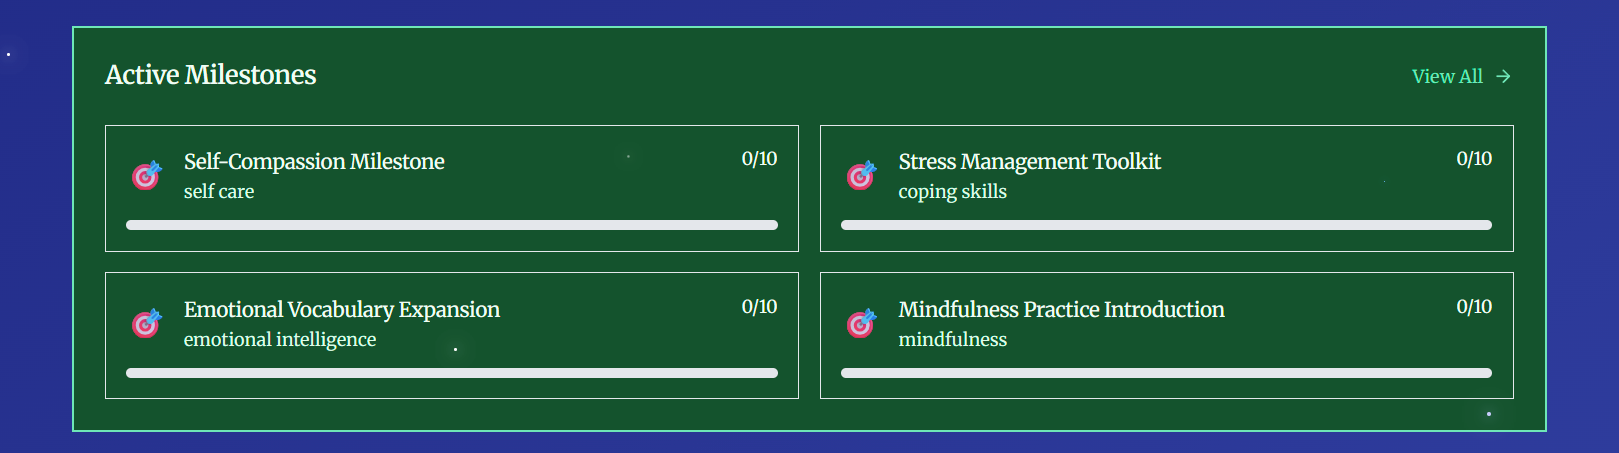 Active Milestones
View All →
Self-Compassion Milestone
0/10
self care
Stress Management Toolkit
0/10
coping skills
Emotional Vocabulary Expansion
0/10
emotional intelligence
Mindfulness Practice Introduction
0/10
mindfulness